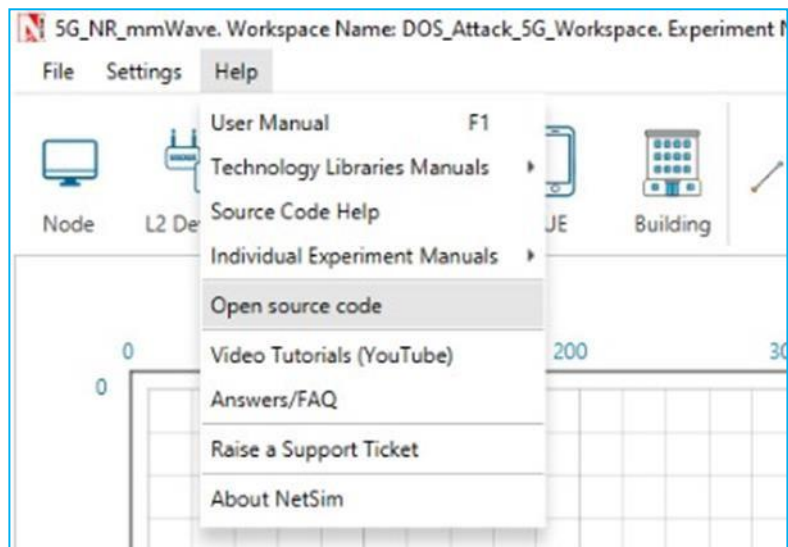 5G_NR_mmWave. Workspace Name: DOS_Attack_5G_Workspace. Experiment
File Settings Help
User Manual F1
Technology Libraries Manuals
Source Code Help
Individual Experiment Manuals
Open source code
Video Tutorials (YouTube)
Answers/FAQ
Raise a Support Ticket
About NetSim
Node L2 De UE Building
0 200 30
0